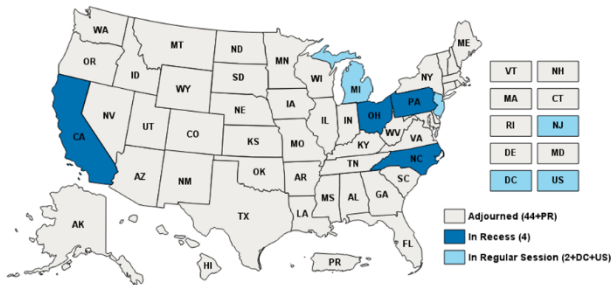 WA
MT
ND
MN
ME
OR
ID
SD
WI
MI
NY
WY
VT
NH
NE
IA
PA
MA
CT
NV
UT
CO
IL
IN
OH
RI
NJ
CA
KS
MO
KY
WV
VA
DE
MD
AZ
NM
OK
AR
TN
NC
DC
US
SC
MS
AL
GA
TX
LA
Adjourned (44+PR)
AK
FL
In Recess (4)
HI
PR
In Regular Session (2+DC+US)